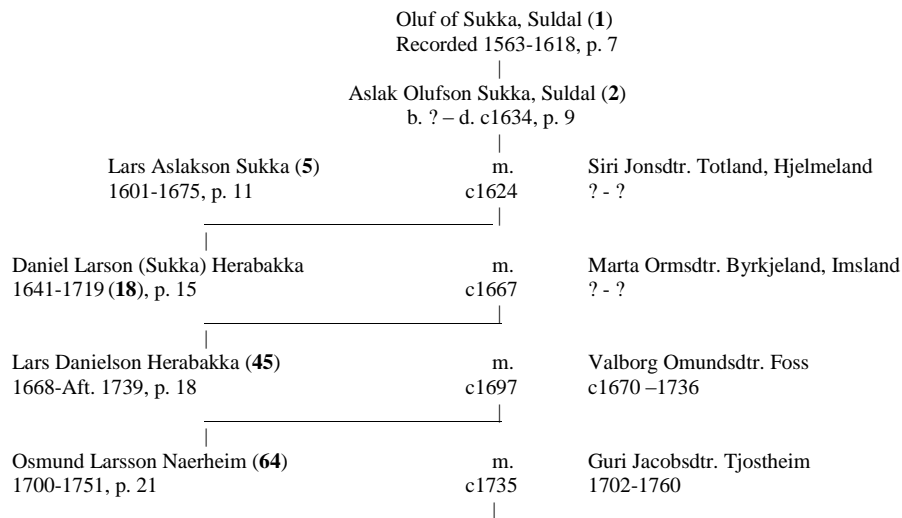 Oluf of Sukka, Suldal (1)
Recorded 1563-1618, p. 7
Aslak Olufson Sukka, Suldal (2)
b. ? – d. c1634, p. 9
Lars Aslakson Sukka (5) m. Siri Jonsdtr. Totland, Hjelmeland
1601-1675, p. 11 c1624 ? - ?
Daniel Larson (Sukka) Herabakka m. Marta Ormsdtr. Byrkjeland, Imsland
1641-1719 (18), p. 15 c1667 ? - ?
Lars Danielson Herabakka (45) m. Valborg Omundsdtr. Foss
1668-Aft. 1739, p. 18 c1697 c1670 –1736
Osmund Larsson Naerheim (64) m. Guri Jacobsdtr. Tjostheim
1700-1751, p. 21 c1735 1702-1760